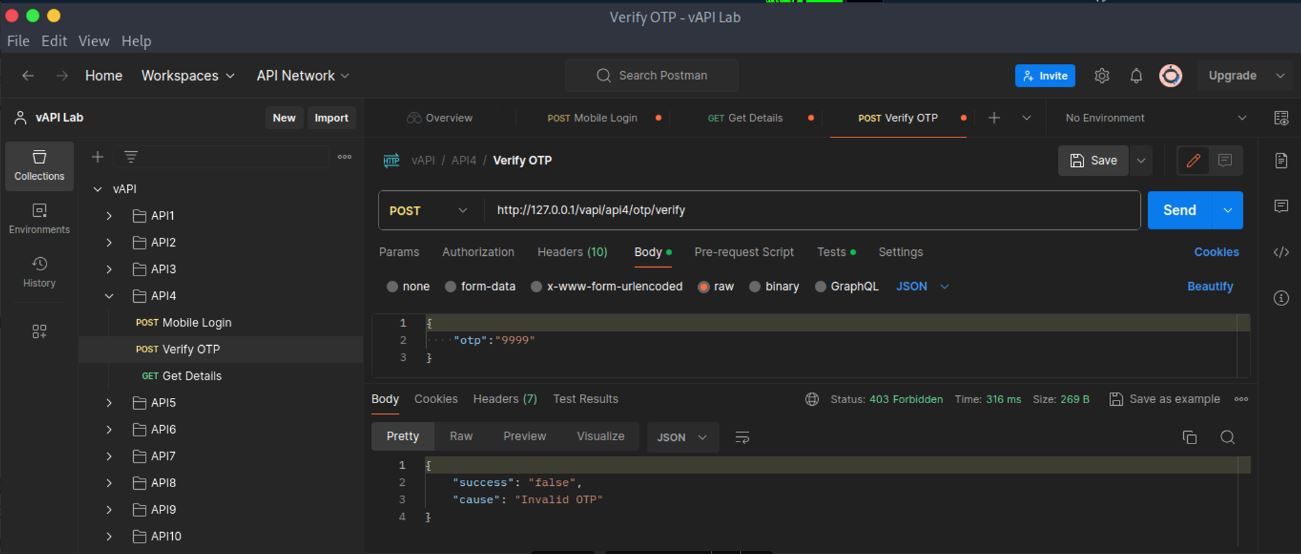 Verify OTP - vAPI Lab
File Edit View Help
Home Workspaces API Network Search Postman Invite Upgrade
vAPI Lab New Import Overview POST Mobile Login GET Get Details POST Verify OTP No Environment
HTTP vAPI / API4 / Verify OTP Save
Collections
Environments
History
vAPI
API1
API2
API3
API4
POST Mobile Login
POST Verify OTP
GET Get Details
API5
API6
API7
API8
API9
API10
POST http://127.0.0.1/vapi/api4/otp/verify Send
Params Authorization Headers (10) Body Pre-request Script Tests Settings Cookies
none form-data x-www-form-urlencoded raw binary GraphQL JSON Beautify
1 {
2 "otp":"9999"
3 }
Body Cookies Headers (7) Test Results Status: 403 Forbidden Time: 316 ms Size: 269 B Save as example
Pretty Raw Preview Visualize JSON
1 {
2 "success": "false",
3 "cause": "Invalid OTP"
4 }